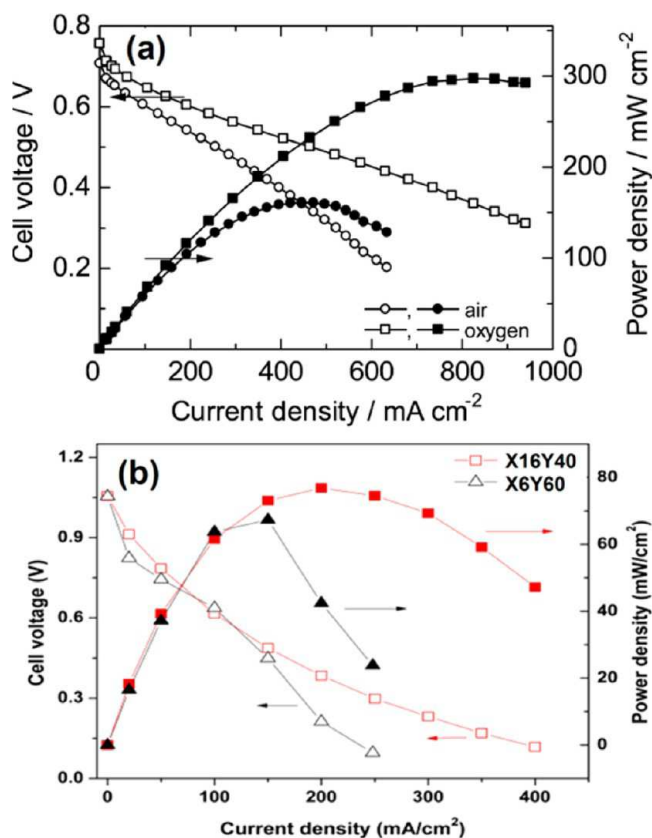 (a)
0.8
0.6
0.4
0.2
Cell voltage / V
300
200
100
0
Power density / mW cm-2
air
oxygen
0 200 400 600 800 1000
Current density / mA cm-2
(b)
X16Y40
X6Y60
1.2
0.9
0.6
0.3
0.0
Cell voltage (V)
80
60
40
20
0
Power density (mW/cm2)
0 100 200 300 400
Current density (mA/cm2)